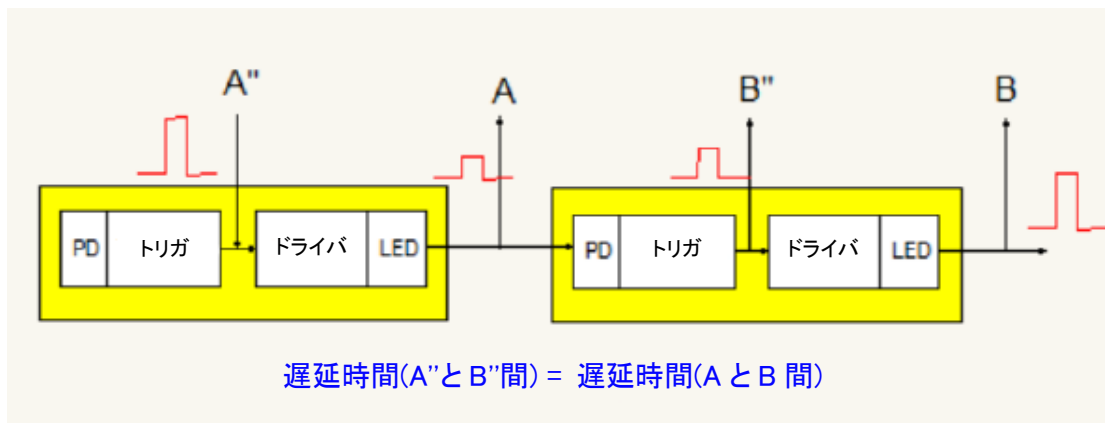 A" A B" B
PD トリガ ドライバ LED PD トリガ ドライバ LED
遅延時間(A”とB”間) = 遅延時間(AとB 間)